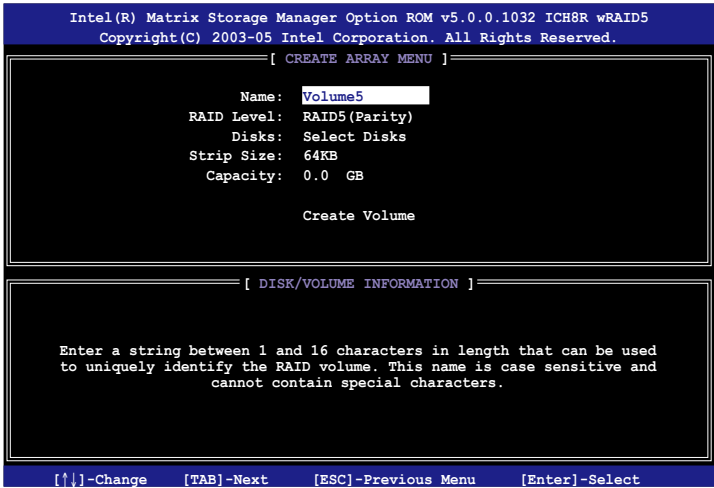 Intel(R) Matrix Storage Manager Option ROM v5.0.0.1032 ICH8R wRAID5
Copyright(C) 2003-05 Intel Corporation. All Rights Reserved.
[ CREATE ARRAY MENU ]
Name: Volume5
RAID Level: RAID5(Parity)
Disks: Select Disks
Strip Size: 64KB
Capacity: 0.0 GB
Create Volume
[ DISK/VOLUME INFORMATION ]
Enter a string between 1 and 16 characters in length that can be used
to uniquely identify the RAID volume. This name is case sensitive and
cannot contain special characters.
[↑↓]-Change [TAB]-Next [ESC]-Previous Menu [Enter]-Select